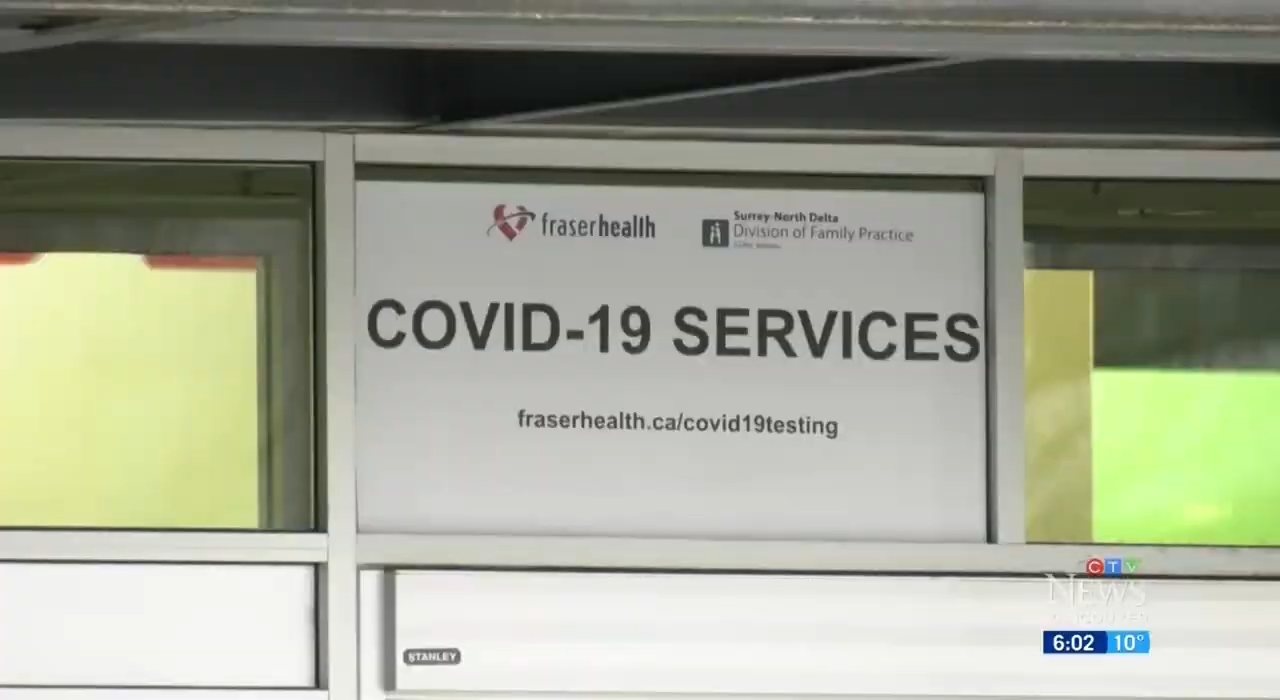 fraserhealth
Surrey-North Delta
Division of Family Practice
COVID-19 SERVICES
fraserhealth.ca/covid19testing
CTV
NEWS
VANCOUVER
6:02 10°
STANLEY